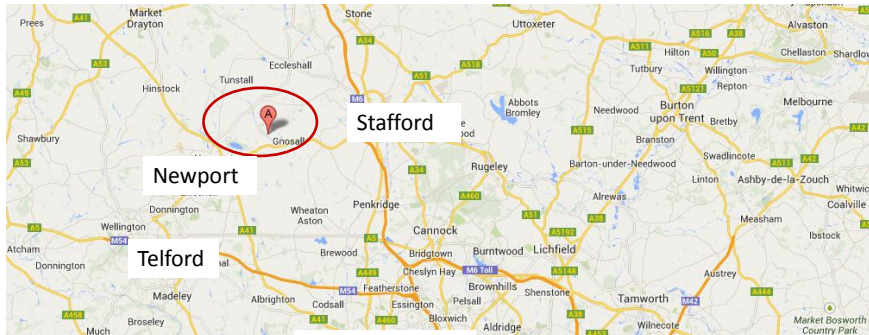 Prees
A41
Market
Drayton
Stone
Uttoxeter
A38
Alvaston
A516
A511
Hilton
A50
Chellaston
Shardlow
A53
A34
A51
A518
Eccleshall
Tutbury
Willington
A49
Tunstall
Repton
Hinstock
M6
A5121
A
Abbots
Bromley
Needwood
Burton
upon Trent
Bretby
Melbourne
Stafford
Shawbury
Gnosall
A515
Branston
A42
A53
Newport
A34
Rugeley
Barton-under-Needwood
Swadlincote
A511
Linton
Ashby-de-la-Zouch
Donnington
Wheaton
Aston
Penkridge
A460
Alrewas
Coalville
A5
Wellington
A41
A51
A38
Measham
M54
Cannock
A5192
Ibstock
Atcham
Brewood
A5
Bridgtown
Burntwood
Lichfield
Donnington
Telford
A449
Cheslyn Hay
M6 Toll
A5148
Austrey
Madeley
M54
Featherstone
Brownhills
Shenstone
A444
Albrighton
Codsall
Essington
Pelsall
Tamworth
M42
A458
Broseley
A460
Bloxwich
A38
Market Bosworth
Country Park
Much
Aldridge
A453
Wilnecote